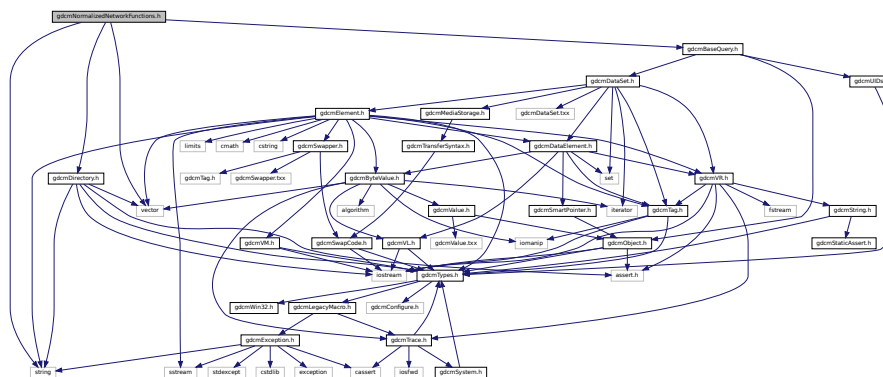 gdcmNormalizedNetworkFunctions.h
gdcmBaseQuery.h
gdcmDataSet.h
gdcmElement.h
gdcmMediaStorage.h
gdcmDataSet.txx
limits
cmath
cstring
gdcmSwapper.h
gdcmTransferSyntax.h
gdcmDataElement.h
gdcmDirectory.h
gdcmTag.h
gdcmSwapper.txx
gdcmByteValue.h
set
gdcmVR.h
vector
algorithm
gdcmValue.h
gdcmSmartPointer.h
iterator
gdcmTag.h
fstream
gdcmString.h
gdcmVM.h
gdcmSwapCode.h
gdcmVL.h
gdcmValue.txx
iomanip
gdcmObject.h
gdcmStaticAssert.h
iostream
gdcmTypes.h
assert.h
gdcmWin32.h
gdcmLegacyMacro.h
gdcmConfigure.h
gdcmException.h
gdcmTrace.h
string
sstream
stdexcept
cstdlib
exception
cassert
iosfwd
gdcmSystem.h